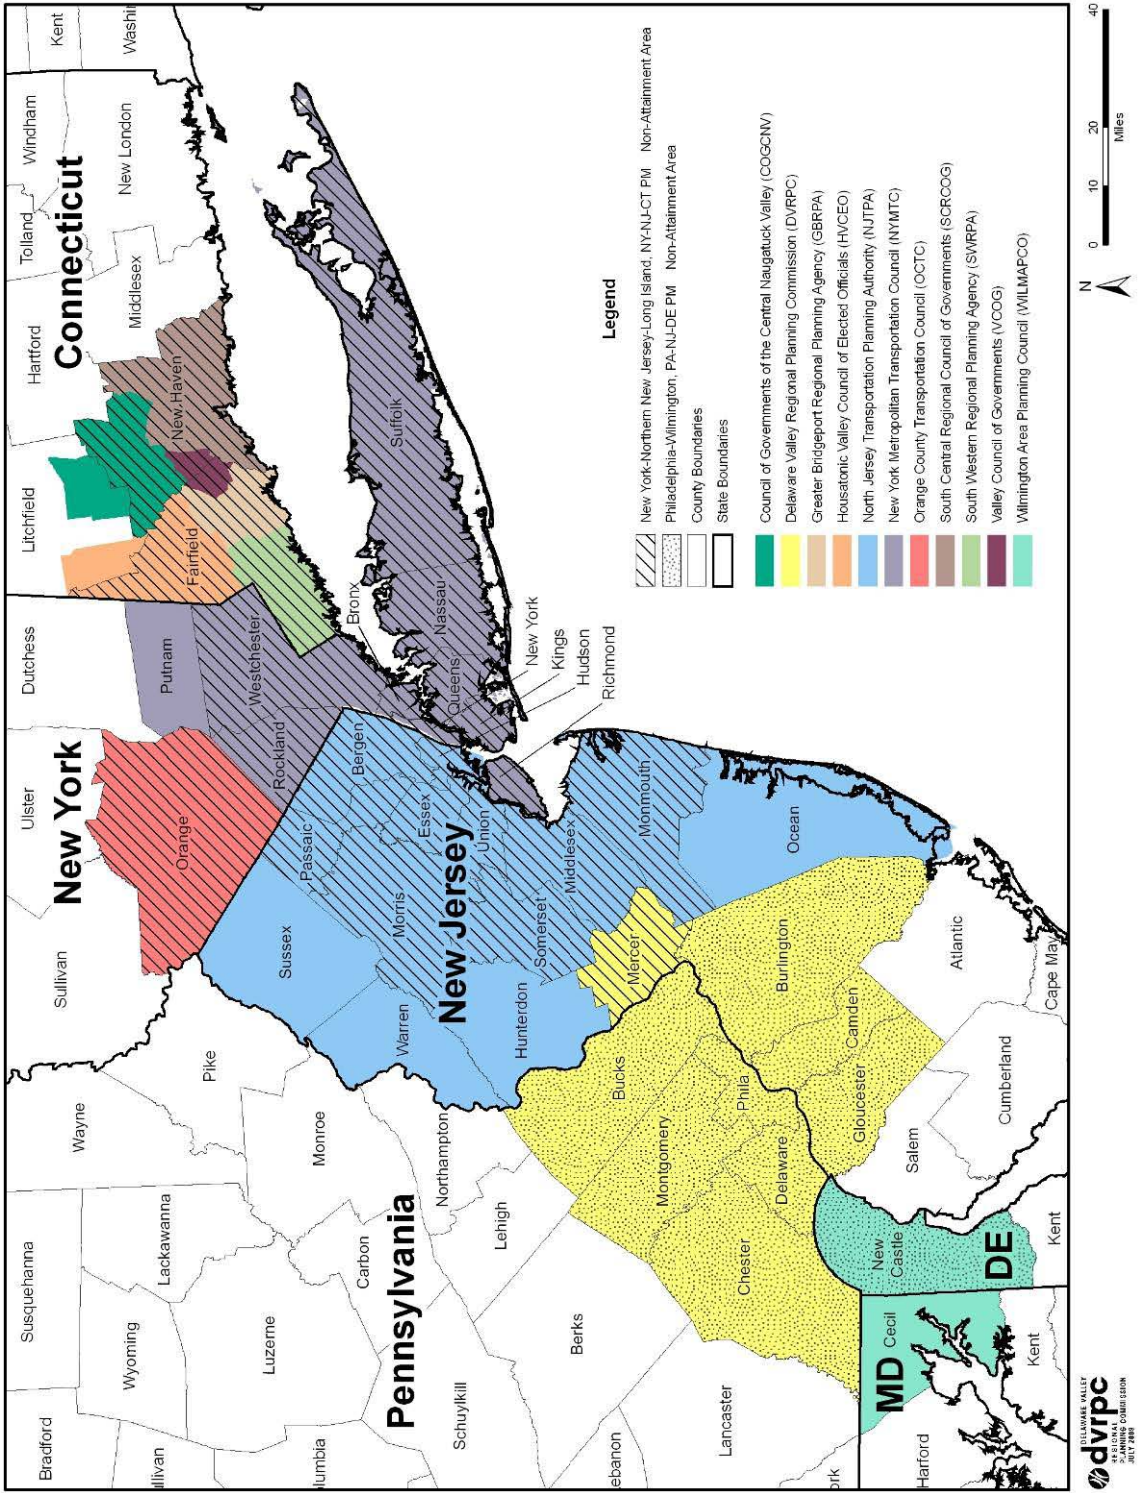 Bradford
Susquehanna
Wayne
Sullivan
Ulster
Dutchess
Litchfield
Hartford
Tolland
Windham
Kent
Washi
Wyoming
Lackawanna
Pike
New York
Orange
Putnam
Connecticut
Middlesex
New London
llivan
Luzerne
Monroe
Sussex
Passaic
Rockland
Westchester
Fairfield
New Haven
olumbia
Carbon
Pennsylvania
Northampton
Warren
Morris
Bergen
Bronx
Essex
Union
New Jersey
Schuylkill
Lehigh
Hunterdon
Somerset
Middlesex
Queens
Nassau
Suffolk
ebanon
Berks
Bucks
Mercer
Monmouth
New York
Kings
Hudson
Richmond
Lancaster
Montgomery
Phila
Chester
Delaware
Burlington
Ocean
Camden
Gloucester
ork
Harford
MD
Cecil
New
Castle
DE
Salem
Atlantic
Cumberland
Cape May
Kent
Kent
Legend
New York-Northern New Jersey-Long Island, NY-NJ-CT PM Non-Attainment Area
Philadelphia-Wilmington, PA-NJ-DE PM Non-Attainment Area
County Boundaries
State Boundaries
Council of Governments of the Central Naugatuck Valley (COGCNV)
Delaware Valley Regional Planning Commission (DVRPC)
Greater Bridgeport Regional Planning Agency (GBRPA)
Housatonic Valley Council of Elected Officials (HVCEO)
North Jersey Transportation Planning Authority (NJTPA)
New York Metropolitan Transportation Council (NYMTC)
Orange County Transportation Council (OCTC)
South Central Regional Council of Governments (SCRCOG)
South Western Regional Planning Agency (SWRPA)
Valley Council of Governments (VCOG)
Wilmington Area Planning Council (WILMAPCO)
dvrpc
DELAWARE VALLEY
REGIONAL
PLANNING COMMISSION
JULY 2008
N
0 10 20 40
Miles